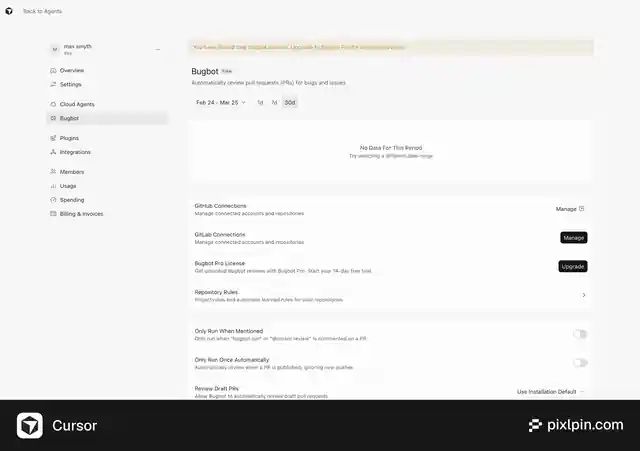 Back to Agents
M
max smyth
You have
Bugbot
Automatically review pull requests (PRs) for bugs and issues
Feb 24 - Mar 25
1d 7d 30d
Overview
Settings
Cloud Agents
Bugbot
Plugins
Integrations
Members
Usage
Spending
Billing & Invoices
No Data For This Period
Try selecting a different date range
GitHub Connections
Manage connected accounts and repositories
Manage
GitLab Connections
Manage connected accounts and repositories
Manage
Bugbot Pro License
Get unlimited Bugbot reviews with Bugbot Pro. Start your 14-day free trial.
Upgrade
Repository Rules
Project rules and automatic learned rules for your repositories
Only Run When Mentioned
Only run when "bugbot run" or "@cursor review" is commented on a PR
Only Run Once Automatically
Automatically review when a PR is published, ignoring new pushes
Review Draft PRs
Allow Bugbot to automatically review draft pull requests
Use Installation Default
Cursor
pixlpin.com